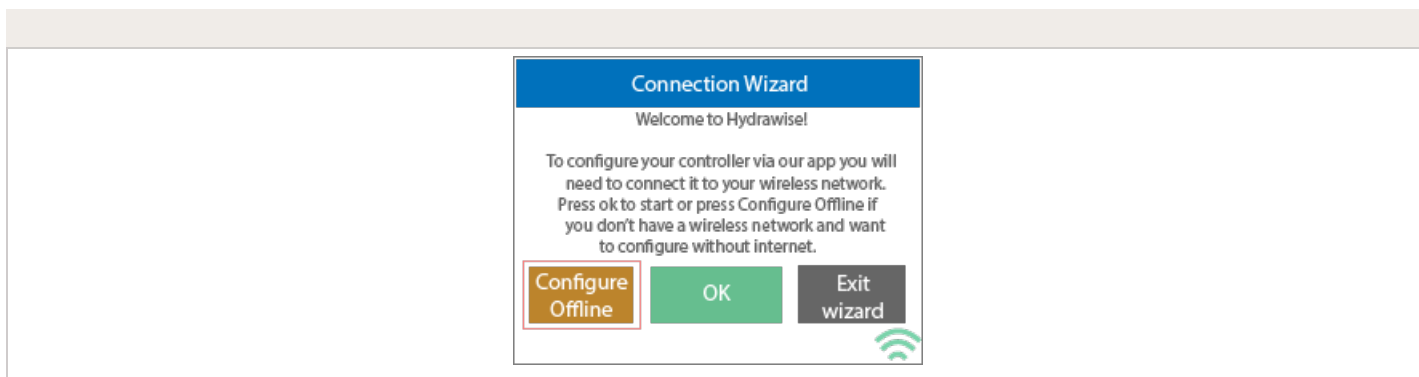 Connection Wizard
Welcome to Hydrawise!
To configure your controller via our app you will
need to connect it to your wireless network.
Press ok to start or press Configure Offline if
you don't have a wireless network and want
to configure without internet.
Configure
Offline
OK
Exit
wizard